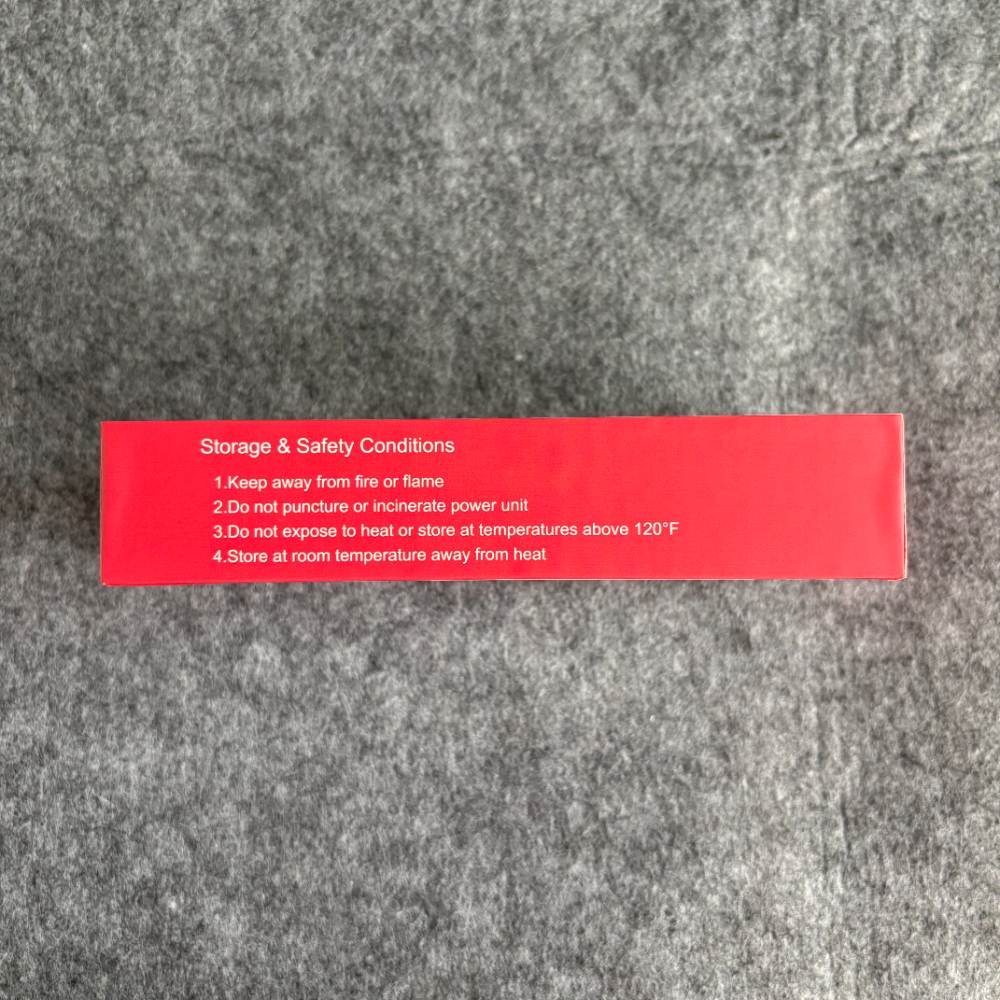 Storage & Safety Conditions
1.Keep away from fire or flame
2.Do not puncture or incinerate power unit
3.Do not expose to heat or store at temperatures above 120°F
4.Store at room temperature away from heat